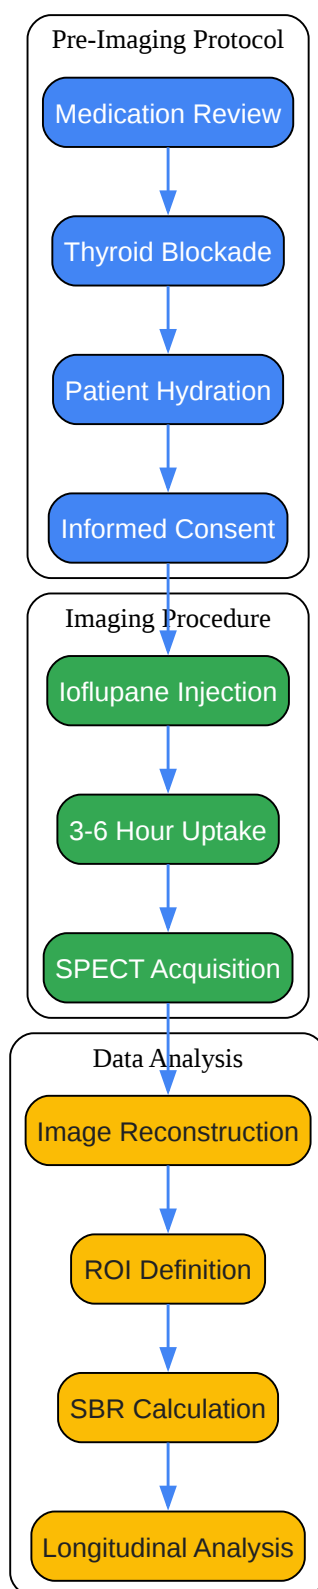 Pre-Imaging Protocol
Medication Review
Thyroid Blockade
Patient Hydration
Informed Consent
Imaging Procedure
Ioflupane Injection
3-6 Hour Uptake
SPECT Acquisition
Data Analysis
Image Reconstruction
ROI Definition
SBR Calculation
Longitudinal Analysis